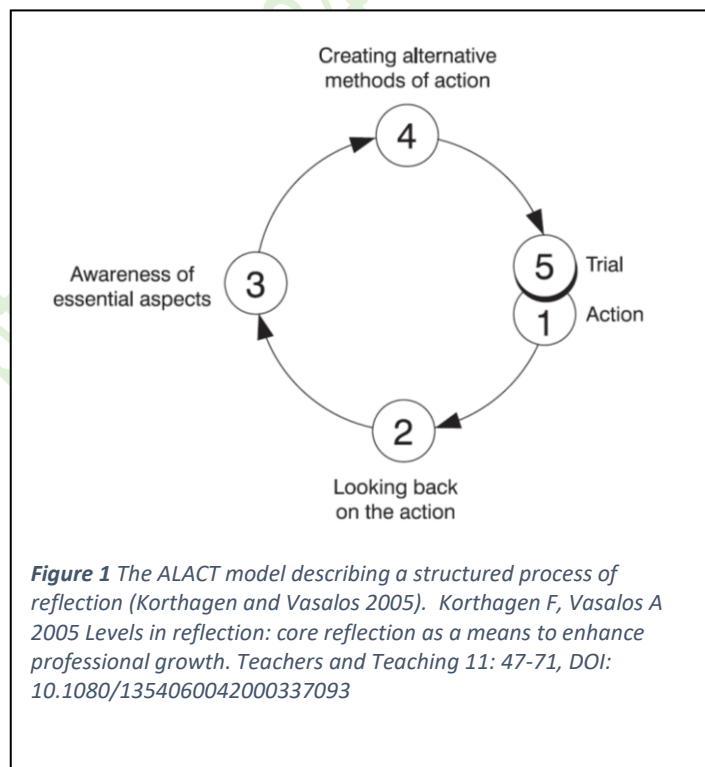 Creating alternative
methods of action
4
5
Trial
Awareness of
essential aspects
3
1
Action
2
Looking back
on the action
Figure 1 The ALACT model describing a structured process of
reflection (Korthagen and Vasalos 2005). Korthagen F, Vasalos A
2005 Levels in reflection: core reflection as a means to enhance
professional growth. Teachers and Teaching 11: 47-71, DOI:
10.1080/1354060042000337093